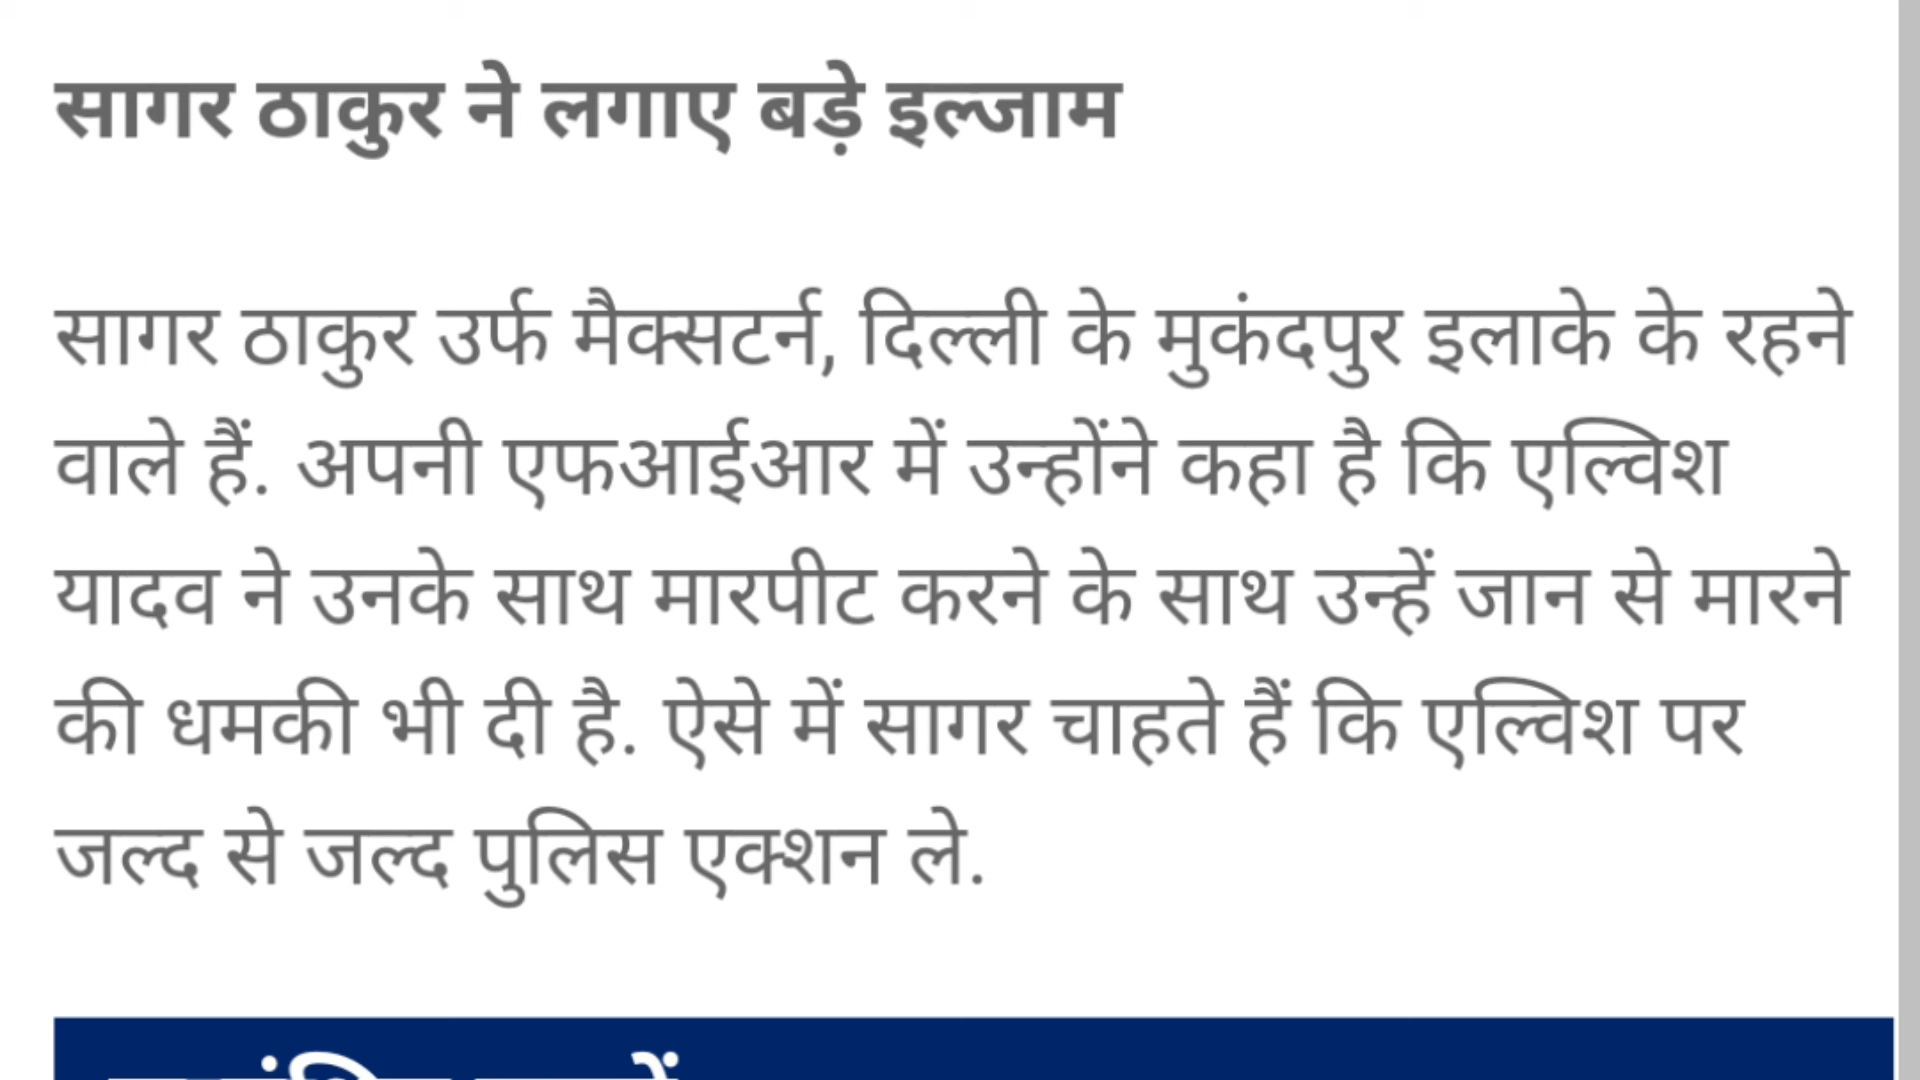 सागर ठाकुर ने लगाए बड़े इल्जाम
सागर ठाकुर उर्फ मैक्सटर्न, दिल्ली के मुकंदपुर इलाके के रहने
वाले हैं. अपनी एफआईआर में उन्होंने कहा है कि एल्विश
यादव ने उनके साथ मारपीट करने के साथ उन्हें जान से मारने
की धमकी भी दी है. ऐसे में सागर चाहते हैं कि एल्विश पर
जल्द से जल्द पुलिस एक्शन ले.